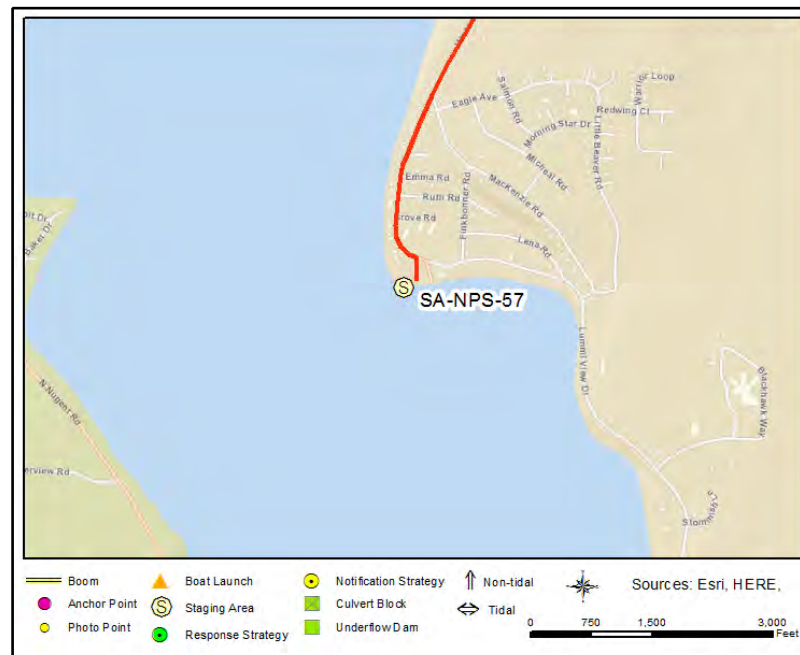 Eagle Ave
Salmon Rd
Warrior Loop
Redwing Ct
Morning Star Dr
Little Beaver Rd
Micheal Rd
Emma Rd
MacKenzie Rd
Ruth Rd
Finkbonner Rd
Grove Rd
Lena Rd
Baker Dr
SA-NPS-57
Lummi View Dr
Blackhawk Way
N Nugent Rd
erview Rd
S
Boom
Boat Launch
Notification Strategy
Non-tidal
Sources: Esri, HERE,
Anchor Point
S
Staging Area
Culvert Block
Tidal
Photo Point
Response Strategy
Underflow Dam
0 750 1,500 3,000
Feet